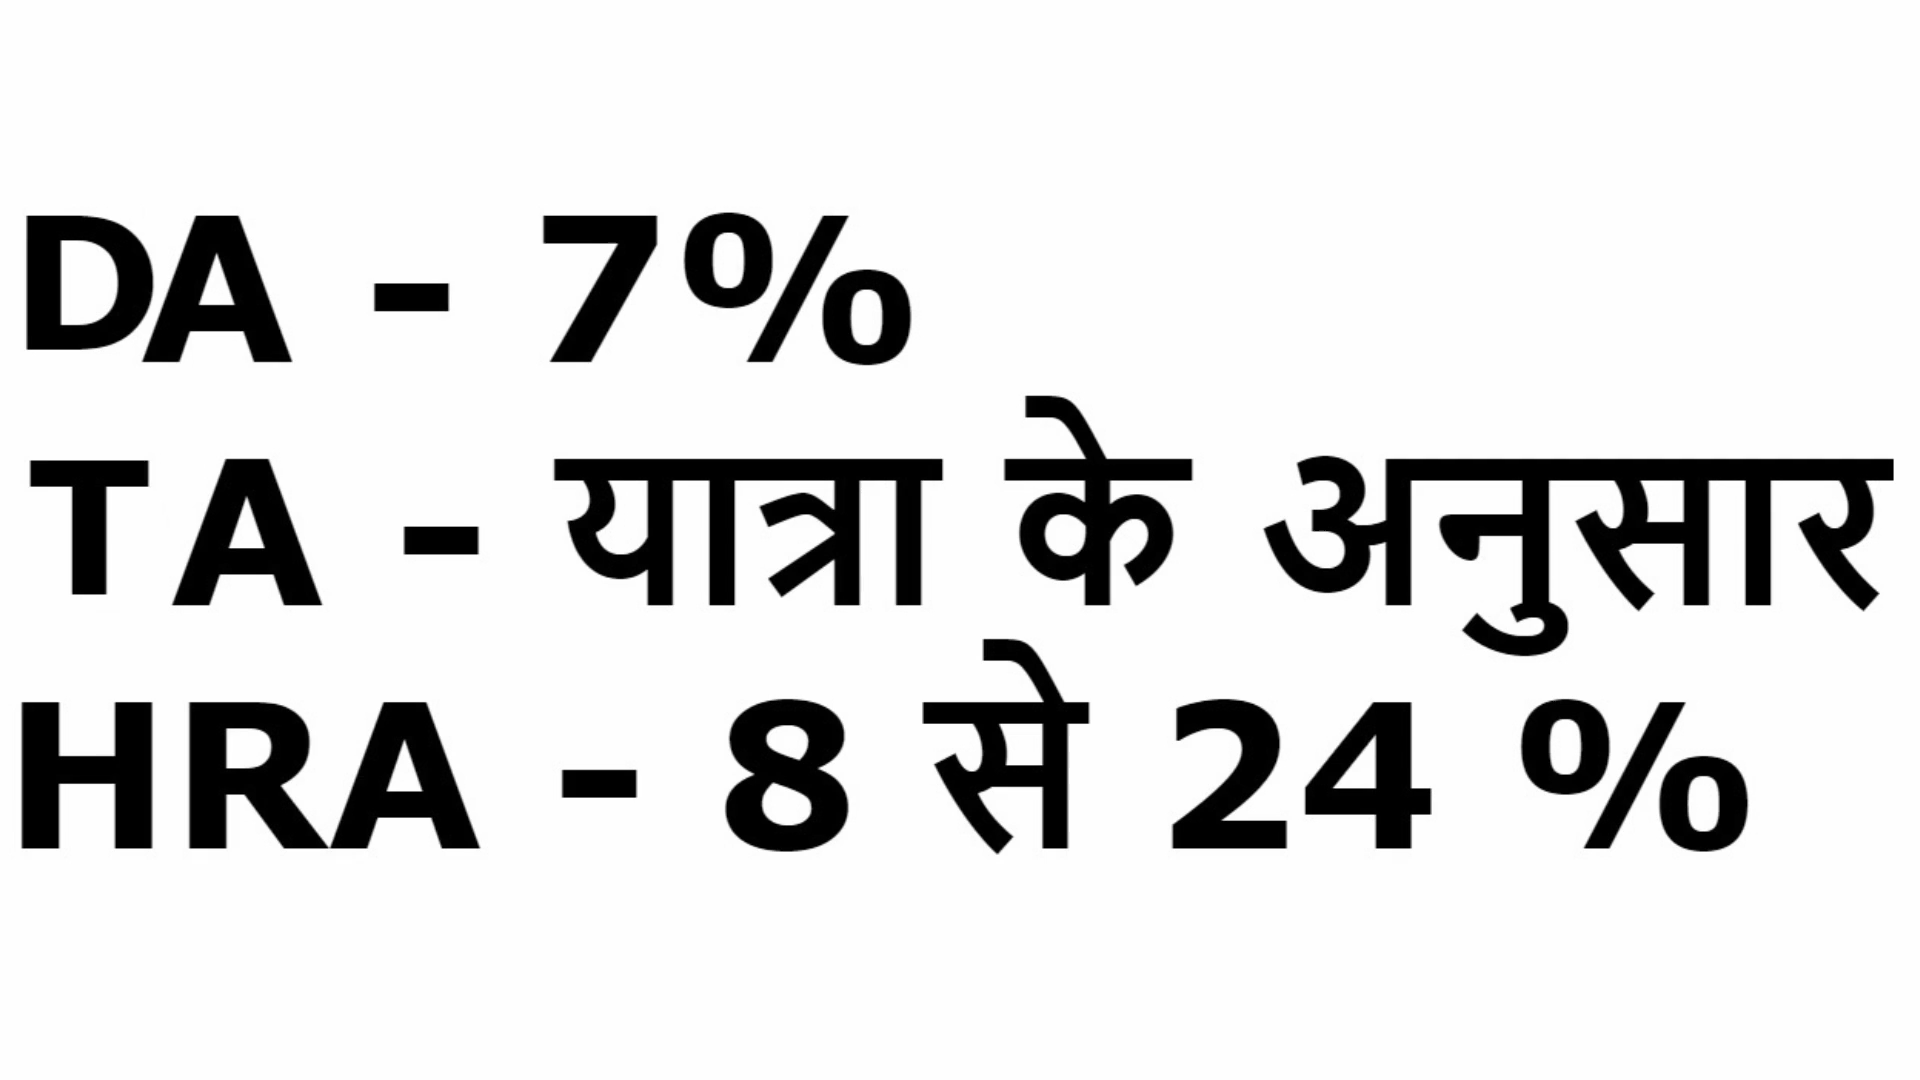 DA - 7%
TA - यात्रा के अनुसार
HRA - 8 से 24 %